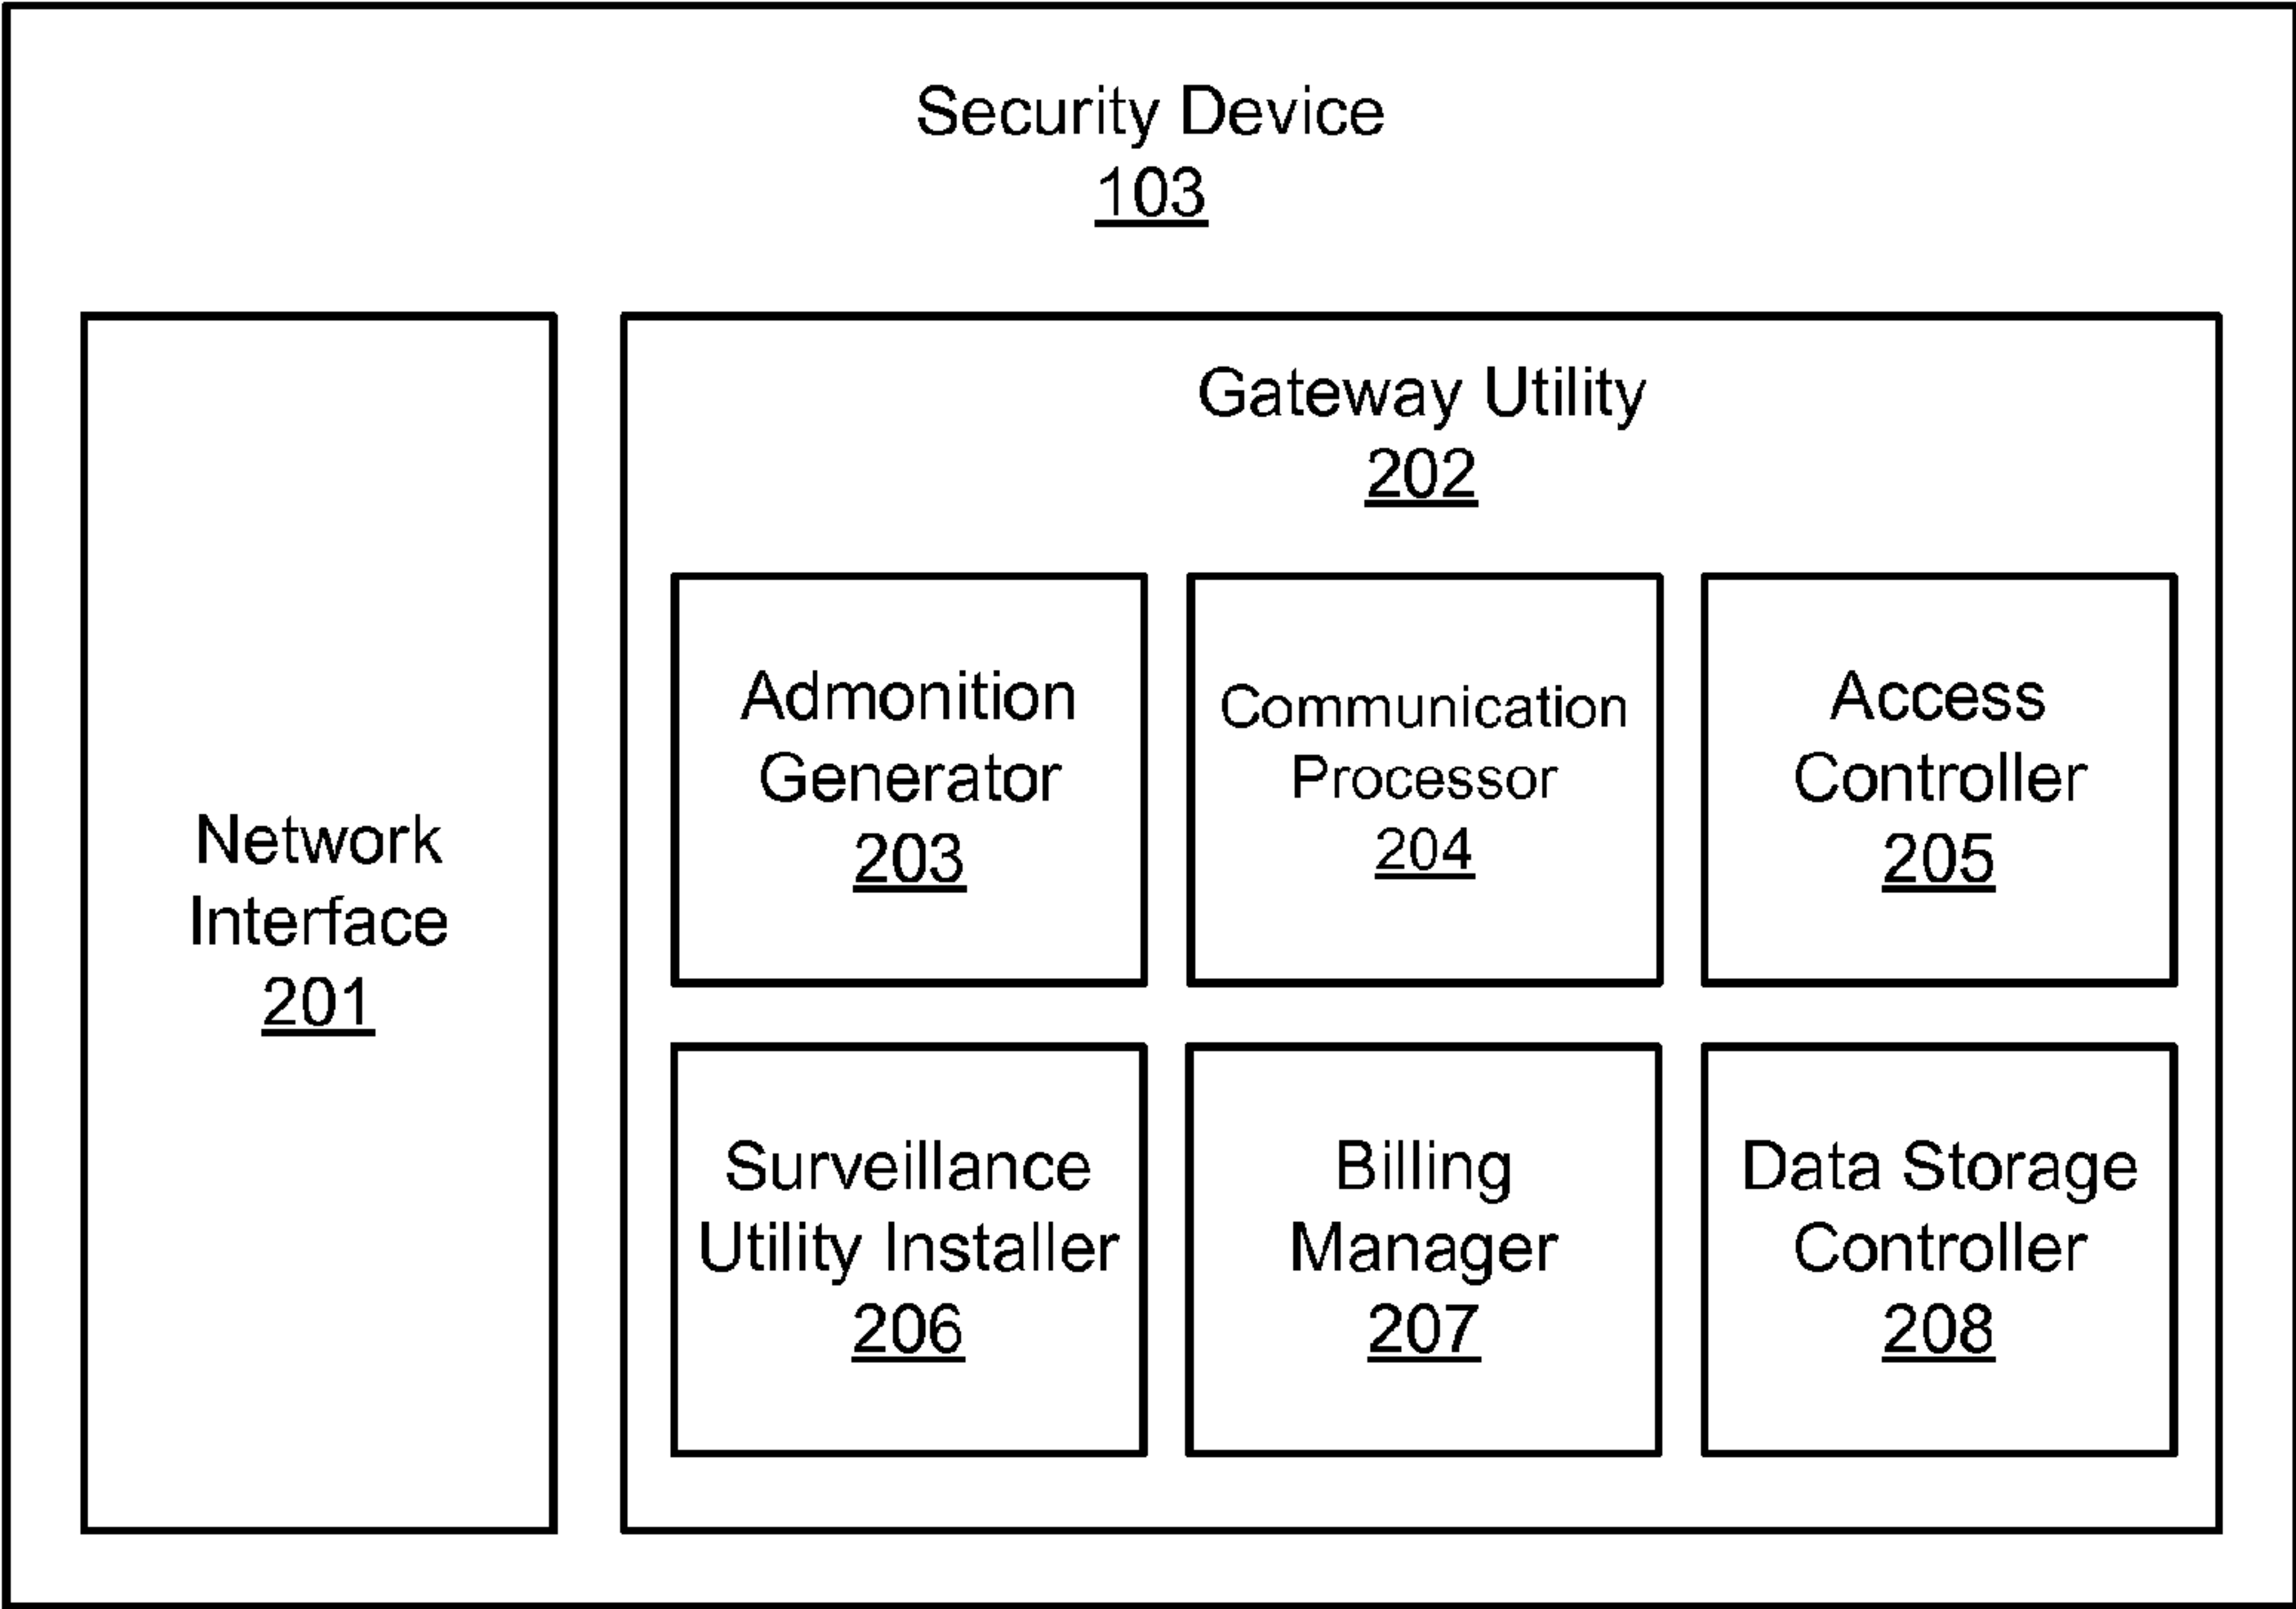 Security Device
103
Network
Interface
201
Gateway Utility
202
Admonition
Generator
203
Communication
Processor
204
Access
Controller
205
Surveillance
Utility Installer
206
Billing
Manager
207
Data Storage
Controller
208